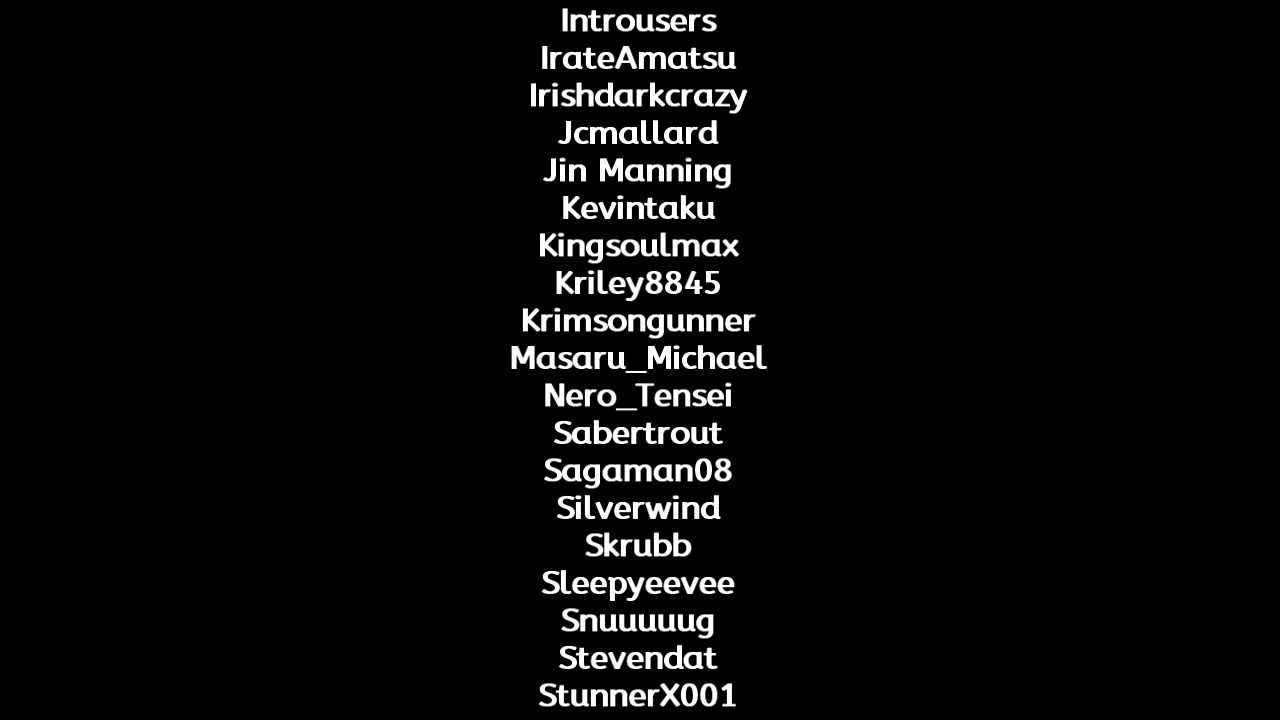 Introusers
IrateAmatsu
Irishdarkcrazy
Jcmallard
Jin Manning
Kevintaku
Kingsoulmax
Kriley8845
Krimsongunner
Masaru_Michael
Nero_Tensei
Sabertrout
Sagaman08
Silverwind
Skrubb
Sleepyeevee
Snuuuuug
Stevendat
StunnerX001